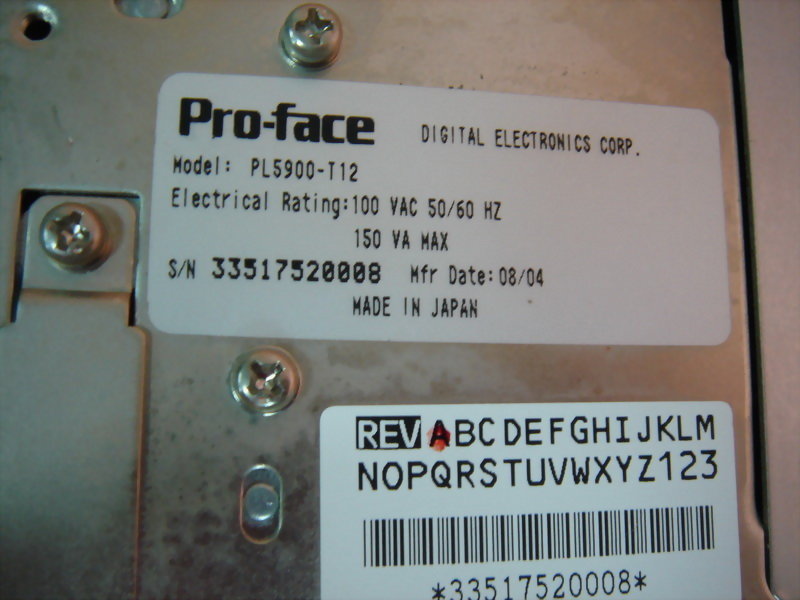 Pro-face DIGITAL ELECTRONICS CORP.
Model: PL5900-T12
Electrical Rating:100 VAC 50/60 HZ
150 VA MAX
S/N 33517520008 Mfr Date:08/04
MADE IN JAPAN
REV ABCDEFGHIJKLM
NOPQRSTUVWXYZ123
*33517520008*